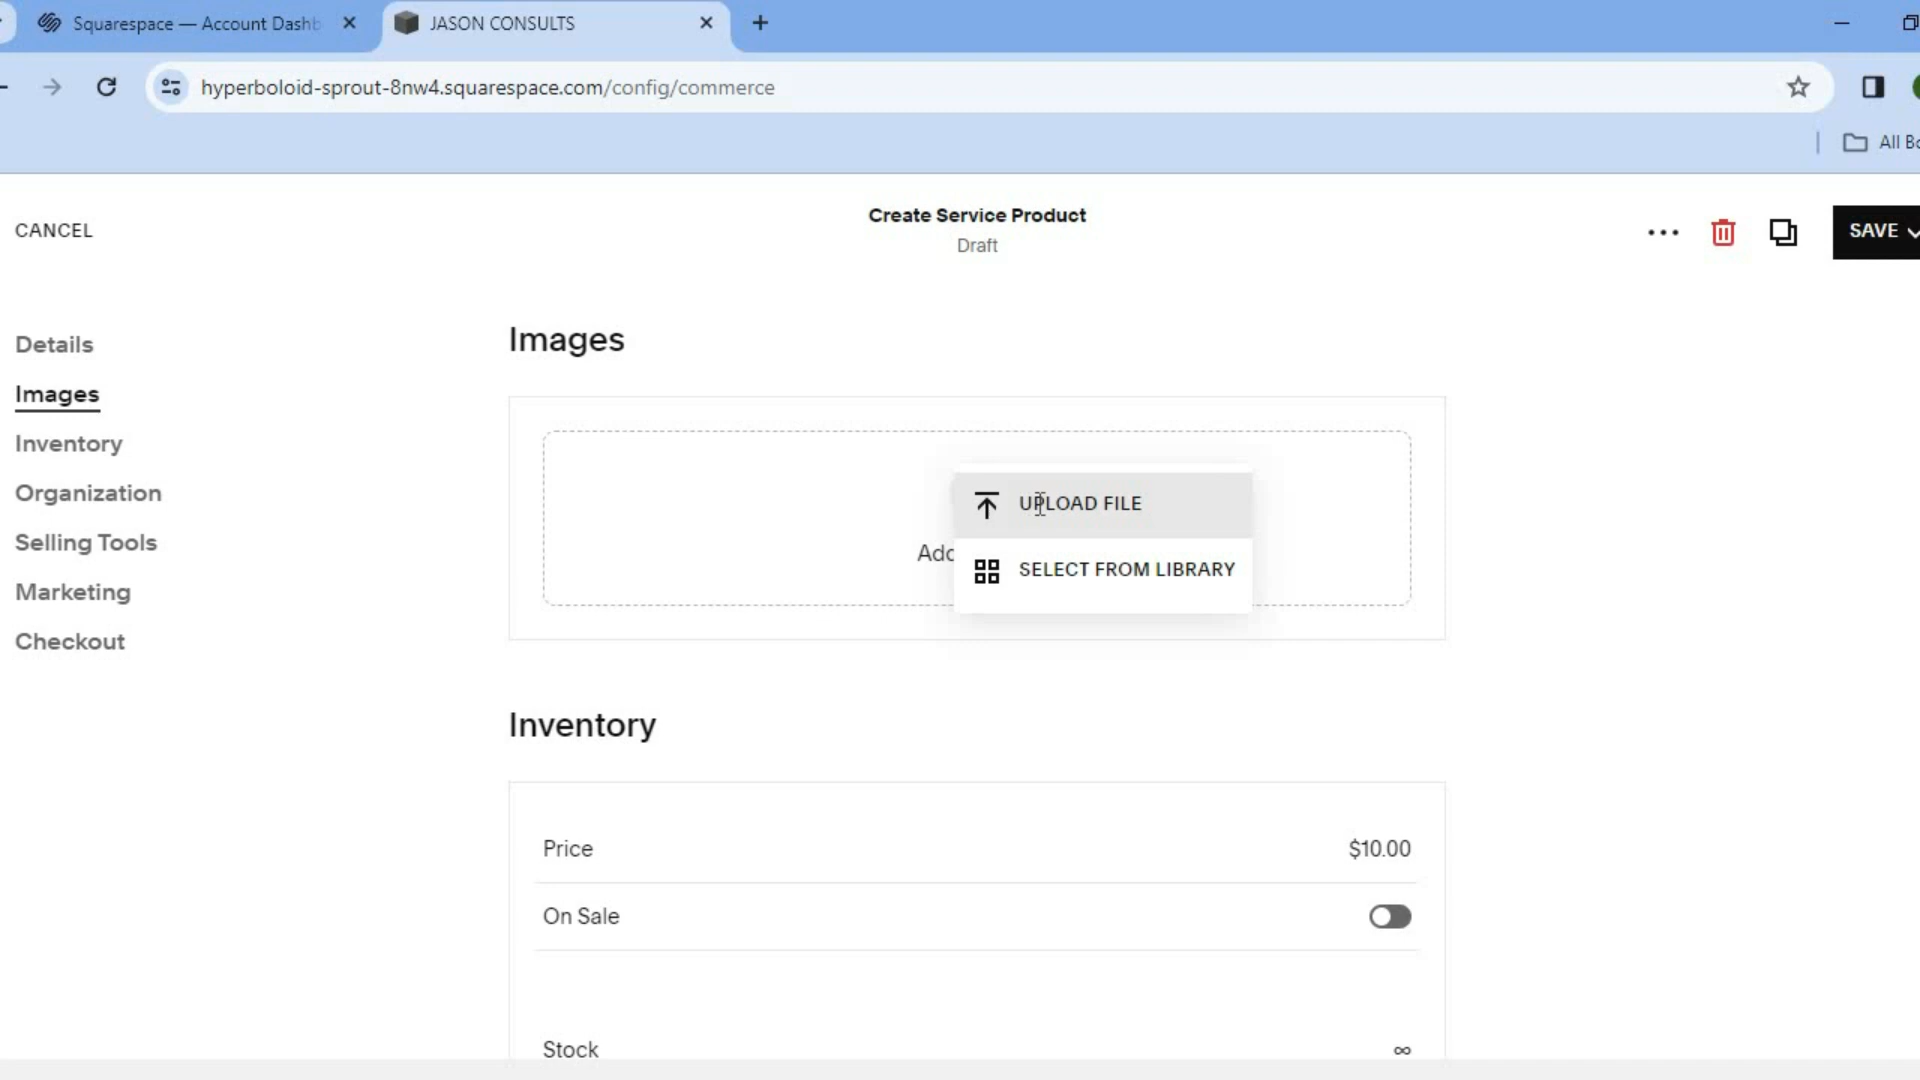 Squarespace — Account Dashb
JASON CONSULTS
hyperboloid-sprout-8nw4.squarespace.com/config/commerce
All Bo
CANCEL
Create Service Product
Draft
SAVE
Details
Images
Inventory
Organization
Selling Tools
Marketing
Checkout
Images
UPLOAD FILE
Add
SELECT FROM LIBRARY
Inventory
Price
$10.00
On Sale
Stock
∞